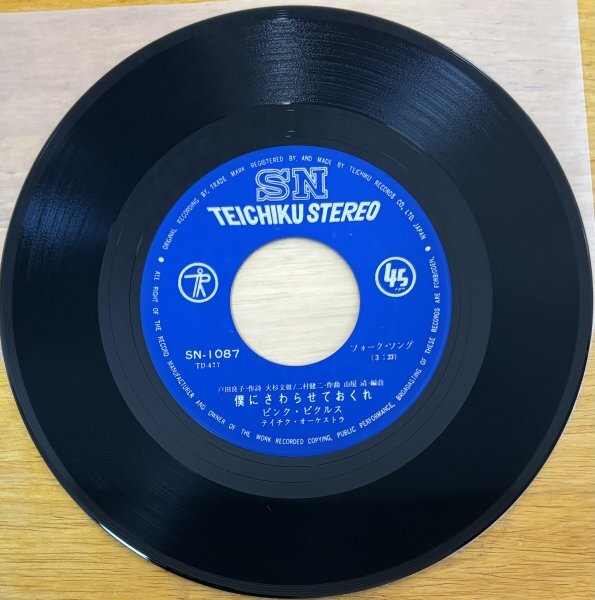 ORIGINAL RECORDING BY, TRADE MARK REGISTERED BY, AND MADE BY TEICHIKU RECORDS CO., LTD. JAPAN
SN
TEICHIKU STEREO
45
RPM
SN-1087
TD-477
フォーク・ソング
(3:33)
戸田良子・作詩 大杉文雄/二村健二・作曲 山屋 清・編曲
僕にさわらせておくれ
ピンク・ピクルス
テイチク・オーケストラ
ALL RIGHT OF THE RECORD MANUFACTURER AND OWNER OF THE WORK RECORDED COPYING, PUBLIC PERFORMANCE, BROADCASTING OF THESE RECORDS ARE FORBIDDEN.